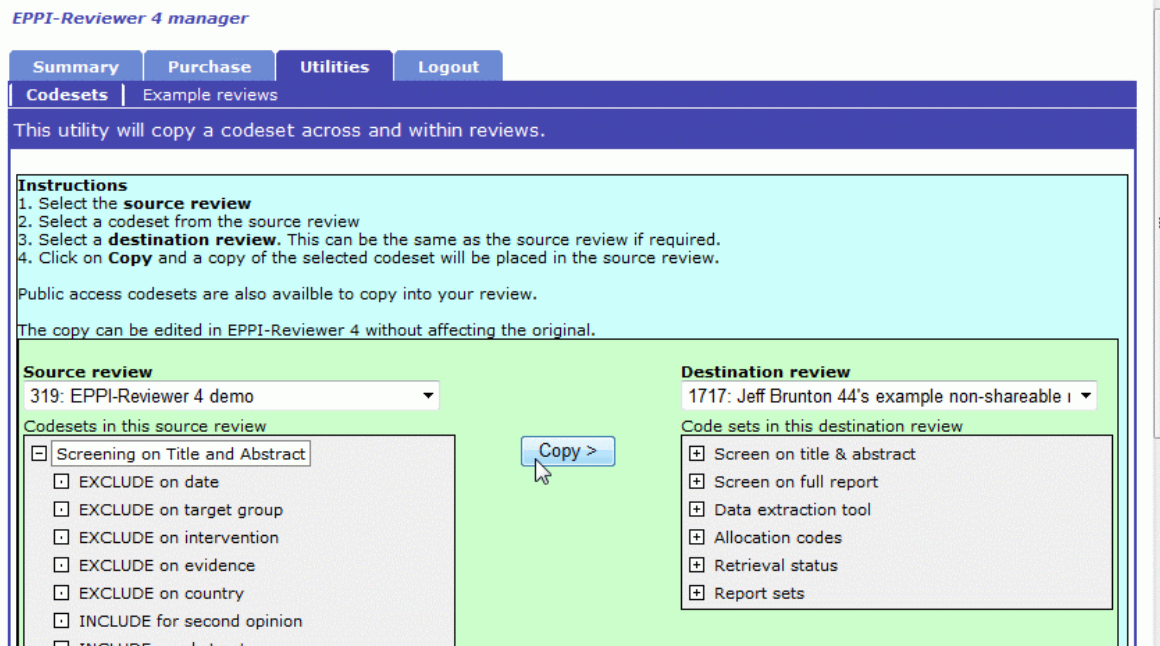 EPPI-Reviewer 4 manager
Summary Purchase Utilities Logout
Codesets Example reviews
This utility will copy a codeset across and within reviews.
Instructions
1. Select the source review
2. Select a codeset from the source review
3. Select a destination review. This can be the same as the source review if required.
4. Click on Copy and a copy of the selected codeset will be placed in the source review.
Public access codesets are also availble to copy into your review.
The copy can be edited in EPPI-Reviewer 4 without affecting the original.
Source review
319: EPPI-Reviewer 4 demo
Codesets in this source review
Screening on Title and Abstract
EXCLUDE on date
EXCLUDE on target group
EXCLUDE on intervention
EXCLUDE on evidence
EXCLUDE on country
INCLUDE for second opinion
Copy >
Destination review
1717: Jeff Brunton 44's example non-shareable
Code sets in this destination review
Screen on title & abstract
Screen on full report
Data extraction tool
Allocation codes
Retrieval status
Report sets